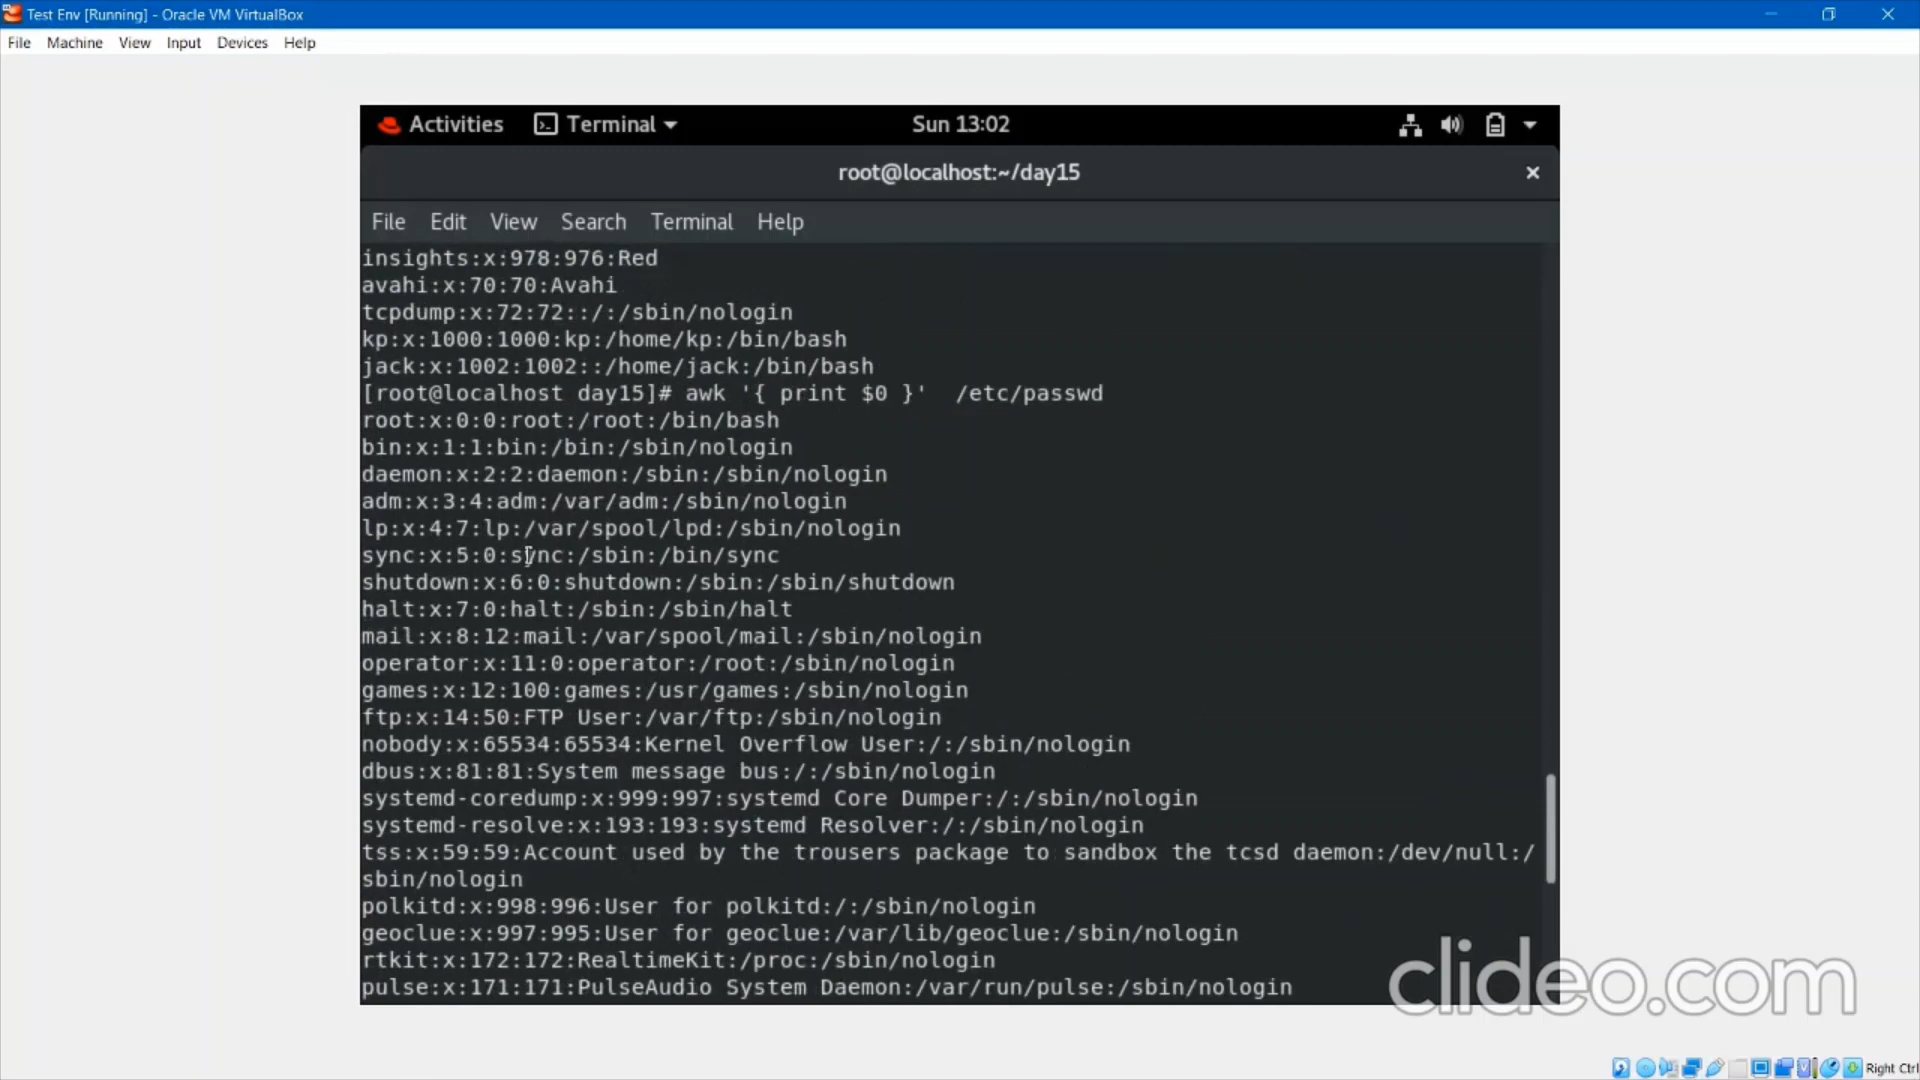 Test Env [Running] - Oracle VM VirtualBox
File Machine View Input Devices Help
Activities Terminal Sun 13:02
root@localhost:~/day15
File Edit View Search Terminal Help
insights:x:978:976:Red
avahi:x:70:70:Avahi
tcpdump:x:72:72::/:/sbin/nologin
kp:x:1000:1000:kp:/home/kp:/bin/bash
jack:x:1002:1002::/home/jack:/bin/bash
[root@localhost day15]# awk '{ print $0 }'  /etc/passwd
root:x:0:0:root:/root:/bin/bash
bin:x:1:1:bin:/bin:/sbin/nologin
daemon:x:2:2:daemon:/sbin:/sbin/nologin
adm:x:3:4:adm:/var/adm:/sbin/nologin
lp:x:4:7:lp:/var/spool/lpd:/sbin/nologin
sync:x:5:0:sync:/sbin:/bin/sync
shutdown:x:6:0:shutdown:/sbin:/sbin/shutdown
halt:x:7:0:halt:/sbin:/sbin/halt
mail:x:8:12:mail:/var/spool/mail:/sbin/nologin
operator:x:11:0:operator:/root:/sbin/nologin
games:x:12:100:games:/usr/games:/sbin/nologin
ftp:x:14:50:FTP User:/var/ftp:/sbin/nologin
nobody:x:65534:65534:Kernel Overflow User:/:/sbin/nologin
dbus:x:81:81:System message bus:/:/sbin/nologin
systemd-coredump:x:999:997:systemd Core Dumper:/:/sbin/nologin
systemd-resolve:x:193:193:systemd Resolver:/:/sbin/nologin
tss:x:59:59:Account used by the trousers package to sandbox the tcsd daemon:/dev/null:/
sbin/nologin
polkitd:x:998:996:User for polkitd:/:/sbin/nologin
geoclue:x:997:995:User for geoclue:/var/lib/geoclue:/sbin/nologin
rtkit:x:172:172:RealtimeKit:/proc:/sbin/nologin
pulse:x:171:171:PulseAudio System Daemon:/var/run/pulse:/sbin/nologin
clideo.com
Right Ctrl